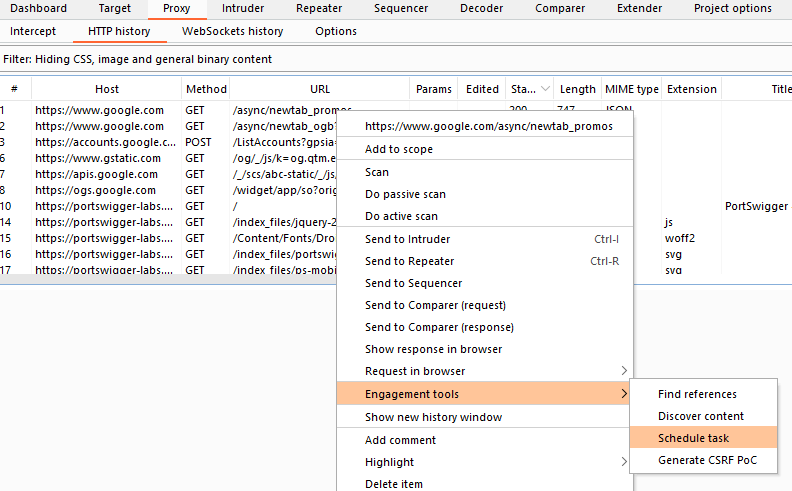 Dashboard Target Proxy Intruder Repeater Sequencer Decoder Comparer Extender Project options
Intercept HTTP history WebSockets history Options
Filter: Hiding CSS, image and general binary content
# Host Method URL Params Edited Sta... Length MIME type Extension Title
1 https://www.google.com GET /async/newtab_promos 200 747 JSON
2 https://www.google.com GET /async/newtab_ogb?
3 https://accounts.google.c... POST /ListAccounts?gpsia=
6 https://www.gstatic.com GET /og/_/js/k=og.qtm.e
7 https://apis.google.com GET /_/scs/abc-static/_/js/
8 https://ogs.google.com GET /widget/app/so?orig
10 https://portswigger-labs.... GET / PortSwigger
14 https://portswigger-labs.... GET /index_files/jquery-2 js
15 https://portswigger-labs.... GET /Content/Fonts/Dro woff2
16 https://portswigger-labs.... GET /index_files/portswig svg
17 https://portswigger-labs.... GET /index_files/ps-mobi svg
https://www.google.com/async/newtab_promos
Add to scope
Scan
Do passive scan
Do active scan
Send to Intruder Ctrl-I
Send to Repeater Ctrl-R
Send to Sequencer
Send to Comparer (request)
Send to Comparer (response)
Show response in browser
Request in browser
Engagement tools
Show new history window
Add comment
Highlight
Delete item
Find references
Discover content
Schedule task
Generate CSRF PoC